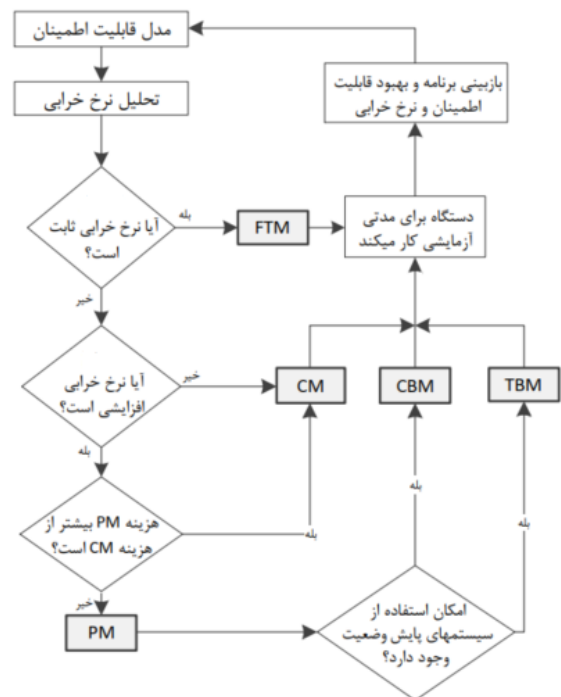 مدل قابلیت اطمینان
تحلیل نرخ خرابی
بازبینی برنامه و بهبود قابلیت
اطمینان و نرخ خرابی
آیا نرخ خرابی ثابت
است؟
بله
FTM
دستگاه برای مدتی
آزمایشی کار میکند
خیر
آیا نرخ خرابی
افزایشی است؟
خیر
CM
CBM
TBM
بله
هزینه PM بیشتر از
هزینه CM است؟
بله
بله
بله
خیر
PM
امکان استفاده از
سیستمهای پایش وضعیت
وجود دارد؟